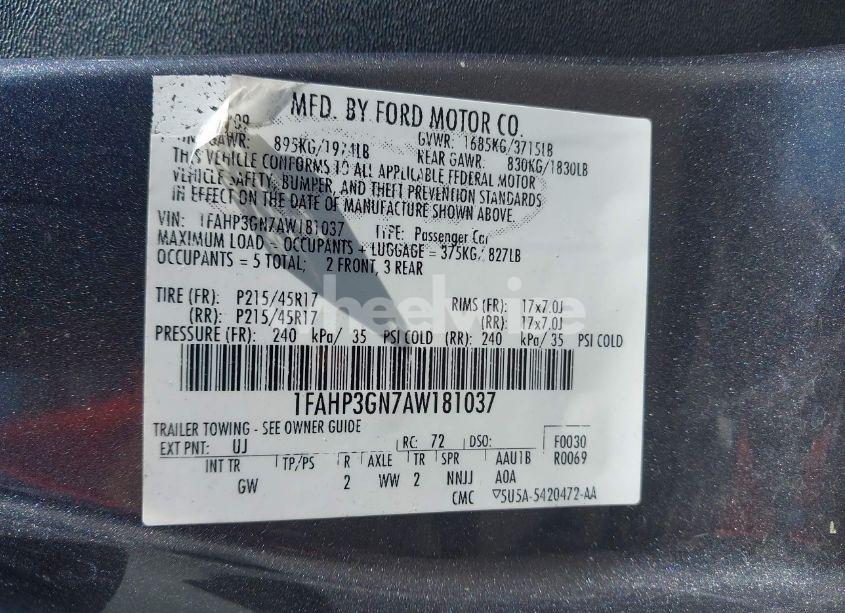 /09 MFD. BY FORD MOTOR CO.
GAWR: 895KG/1974LB GVWR: 1685KG/3715LB
REAR GAWR: 830KG/1830LB
THIS VEHICLE CONFORMS TO ALL APPLICABLE FEDERAL MOTOR
VEHICLE SAFETY, BUMPER, AND THEFT PREVENTION STANDARDS
IN EFFECT ON THE DATE OF MANUFACTURE SHOWN ABOVE.
VIN: 1FAHP3GN7AW181037 TYPE: Passenger Car
MAXIMUM LOAD = OCCUPANTS + LUGGAGE = 375KG/ 827LB
OCCUPANTS = 5 TOTAL; 2 FRONT, 3 REAR
TIRE (FR): P215/45R17 RIMS (FR): 17x7.0J
(RR): P215/45R17 (RR): 17x7.0J
PRESSURE (FR): 240 kPa/ 35 PSI COLD (RR): 240 kPa/35 PSI COLD
1FAHP3GN7AW181037
TRAILER TOWING - SEE OWNER GUIDE
EXT PNT: UJ RC: 72 DSO: F0030
INT TR TP/PS R AXLE TR SPR AAU1B R0069
GW 2 WW 2 NNJJ A0A
CMC ▽5U5A-5420472-AA